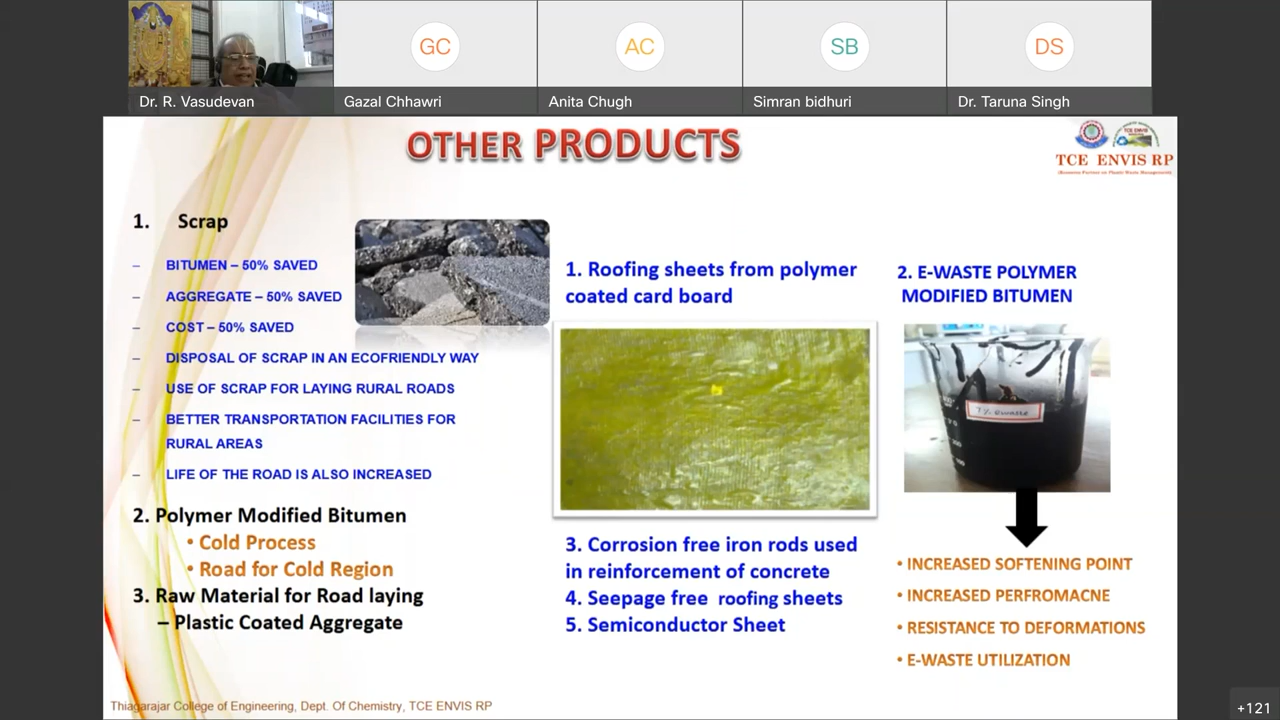 GC
AC
SB
DS
Dr. R. Vasudevan
Gazal Chhawri
Anita Chugh
Simran bidhuri
Dr. Taruna Singh
OTHER PRODUCTS
TCE ENVIS RP
1. Scrap
– BITUMEN – 50% SAVED
– AGGREGATE – 50% SAVED
– COST – 50% SAVED
– DISPOSAL OF SCRAP IN AN ECOFRIENDLY WAY
– USE OF SCRAP FOR LAYING RURAL ROADS
– BETTER TRANSPORTATION FACILITIES FOR
RURAL AREAS
– LIFE OF THE ROAD IS ALSO INCREASED
2. Polymer Modified Bitumen
• Cold Process
• Road for Cold Region
3. Raw Material for Road laying
– Plastic Coated Aggregate
1. Roofing sheets from polymer
coated card board
3. Corrosion free iron rods used
in reinforcement of concrete
4. Seepage free roofing sheets
5. Semiconductor Sheet
2. E-WASTE POLYMER
MODIFIED BITUMEN
• INCREASED SOFTENING POINT
• INCREASED PERFROMACNE
• RESISTANCE TO DEFORMATIONS
• E-WASTE UTILIZATION
Thiagarajar College of Engineering, Dept. Of Chemistry, TCE ENVIS RP
+121